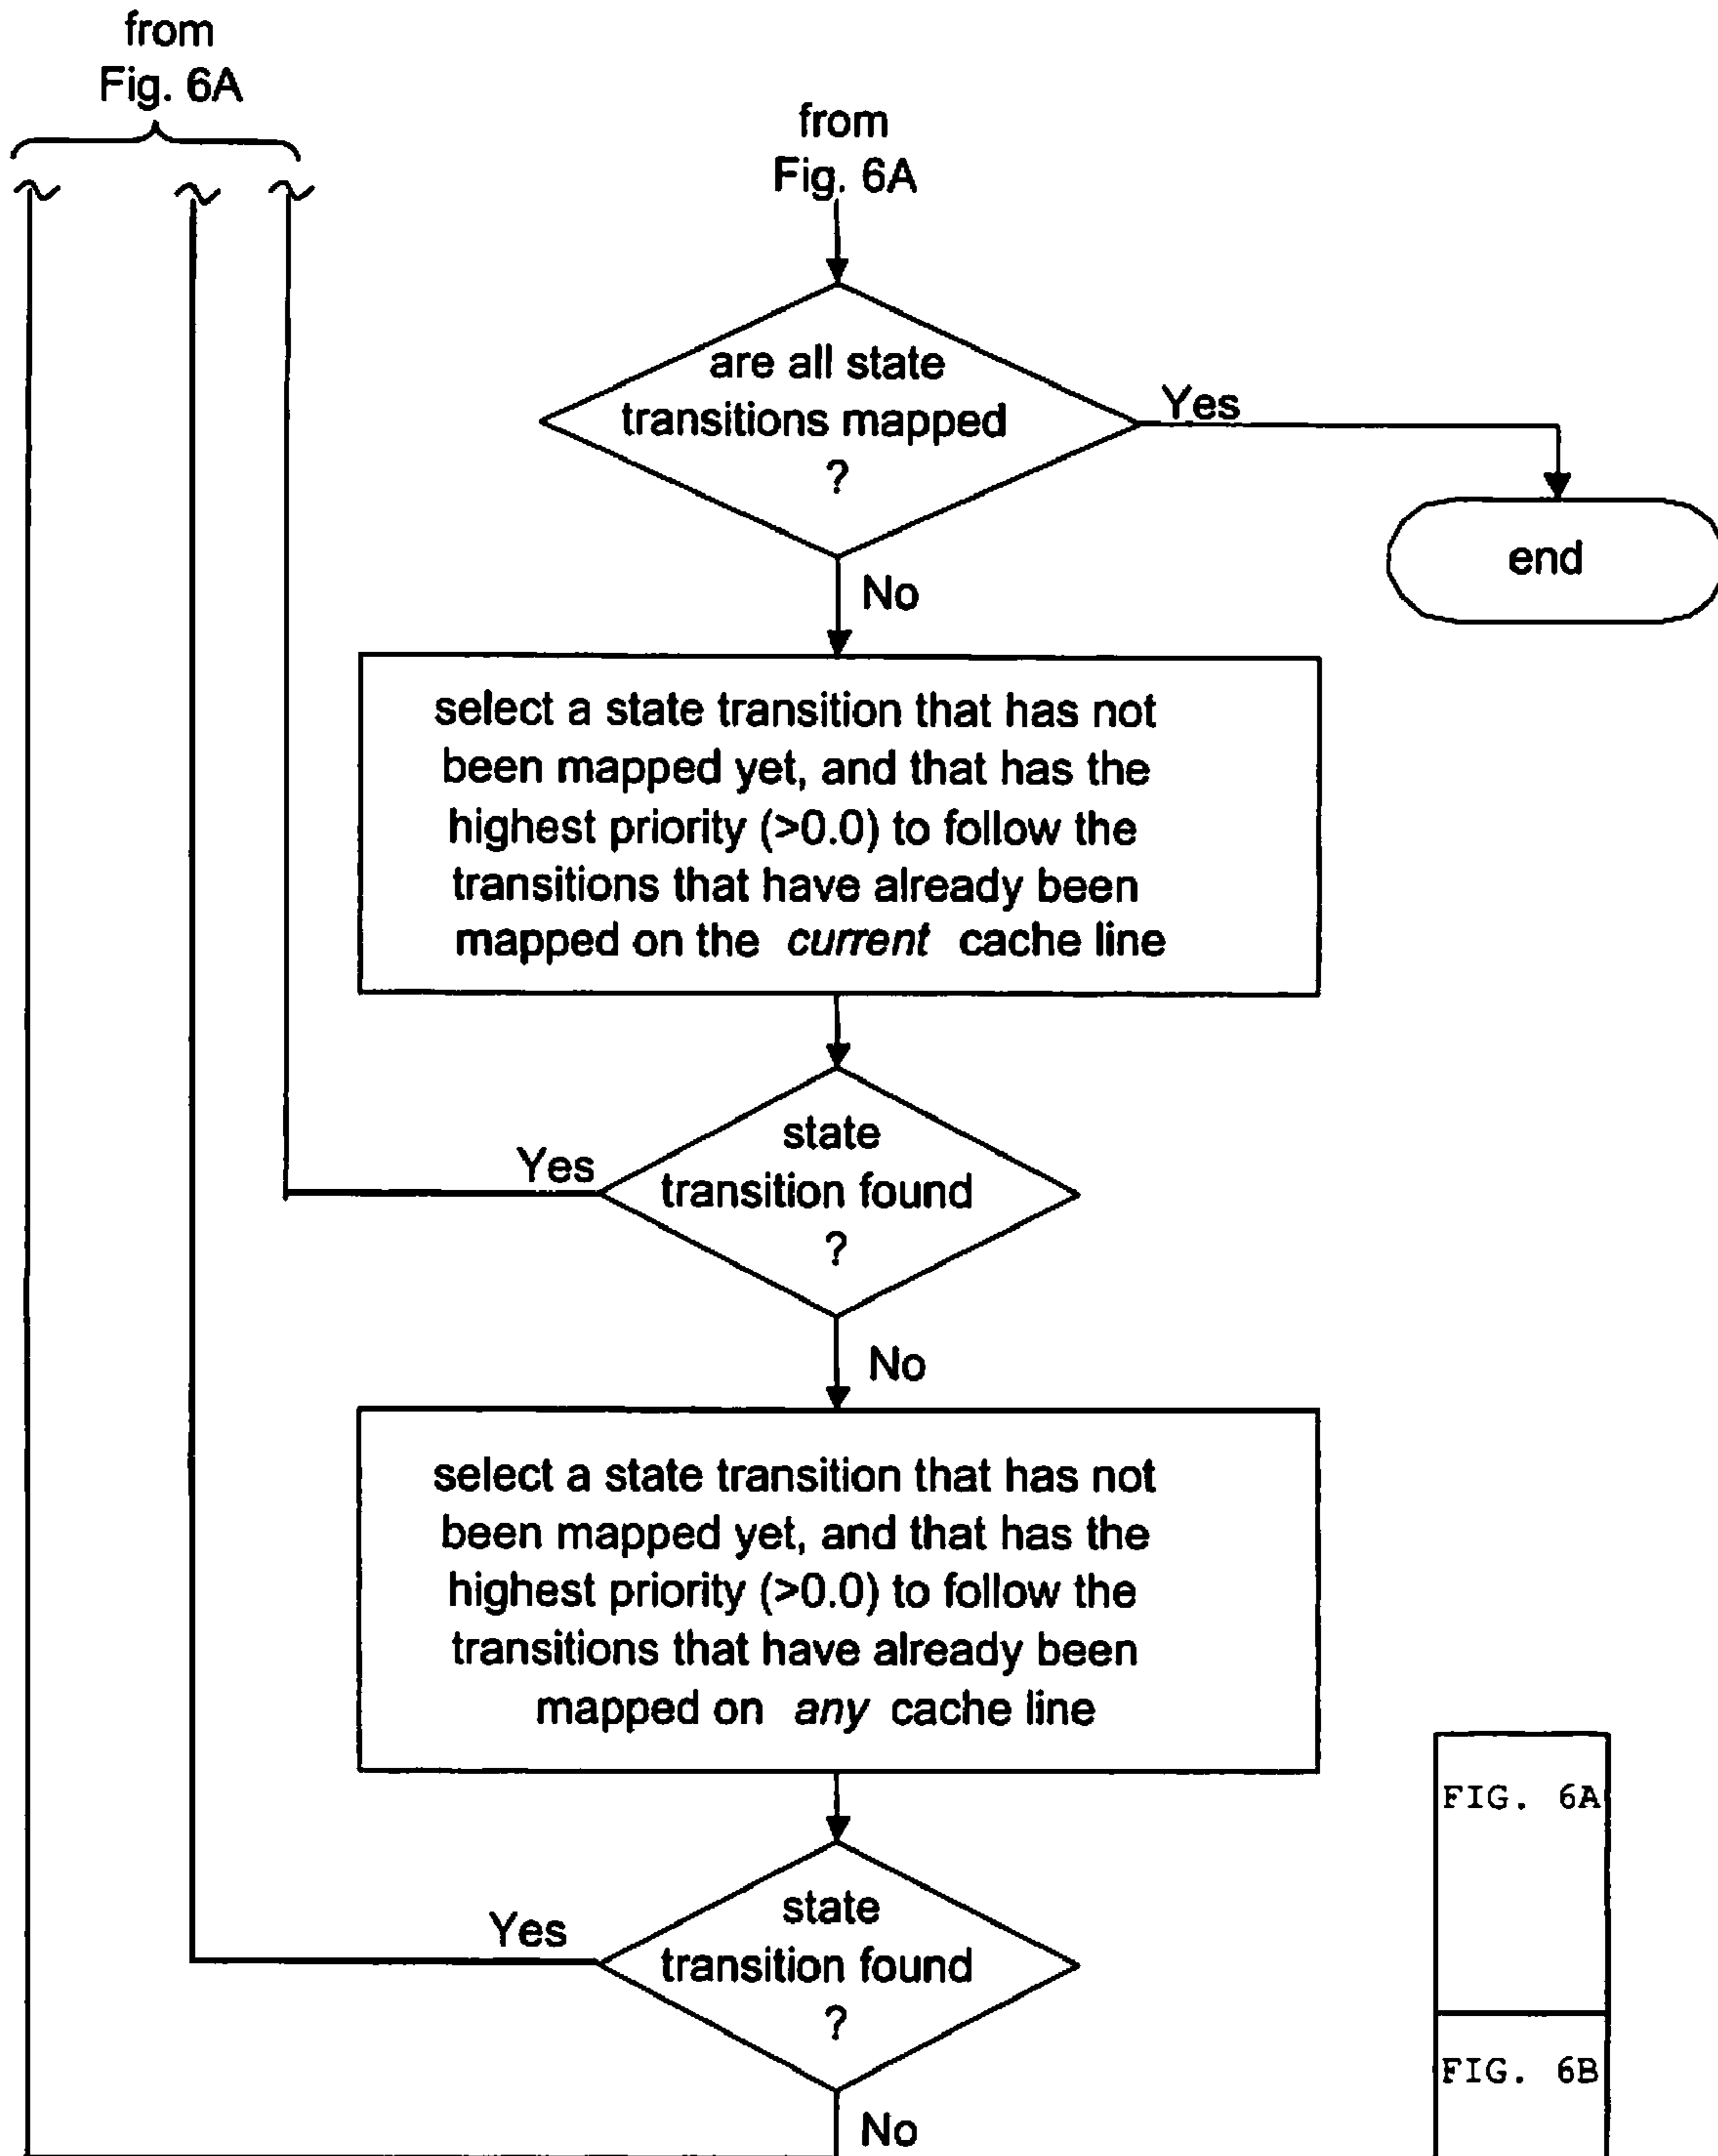 from
Fig. 6A
from
Fig. 6A
are all state
transitions mapped
?
Yes
end
No
select a state transition that has not
been mapped yet, and that has the
highest priority (>0.0) to follow the
transitions that have already been
mapped on the current cache line
state
transition found
?
Yes
No
select a state transition that has not
been mapped yet, and that has the
highest priority (>0.0) to follow the
transitions that have already been
mapped on any cache line
state
transition found
?
Yes
No
FIG. 6A
FIG. 6B